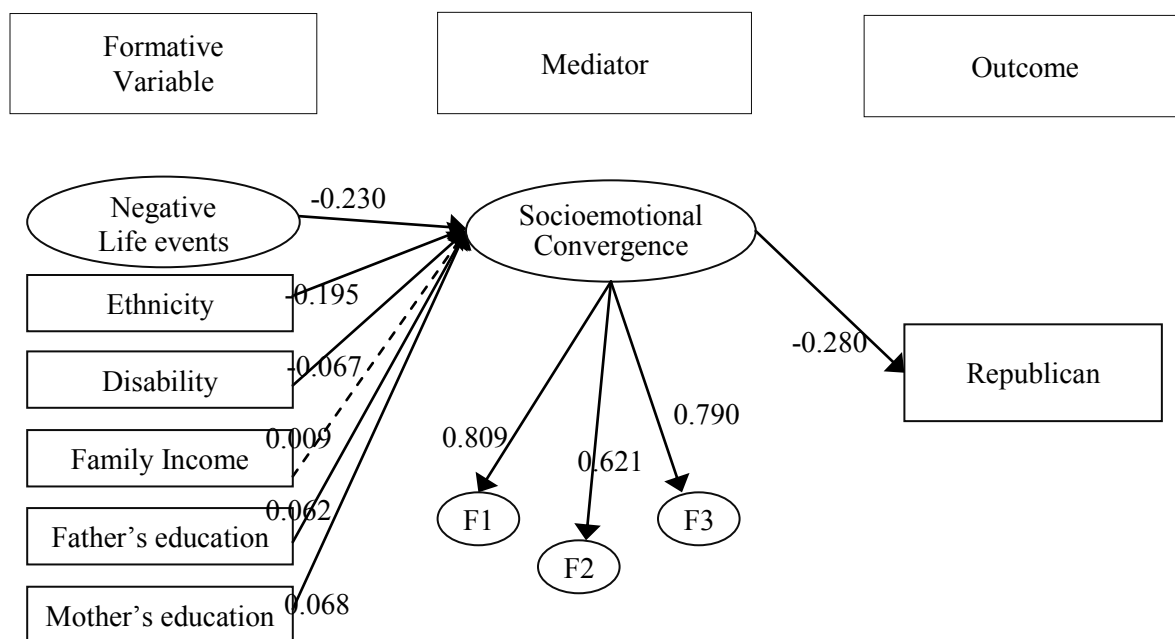 Formative
Variable
Mediator
Outcome
Negative
Life events
-0.230
Socioemotional
Convergence
Ethnicity
-0.195
Disability
-0.067
Family Income
0.009
Father’s education
0.062
Mother’s education
0.068
0.809
0.621
0.790
F1
F2
F3
-0.280
Republican